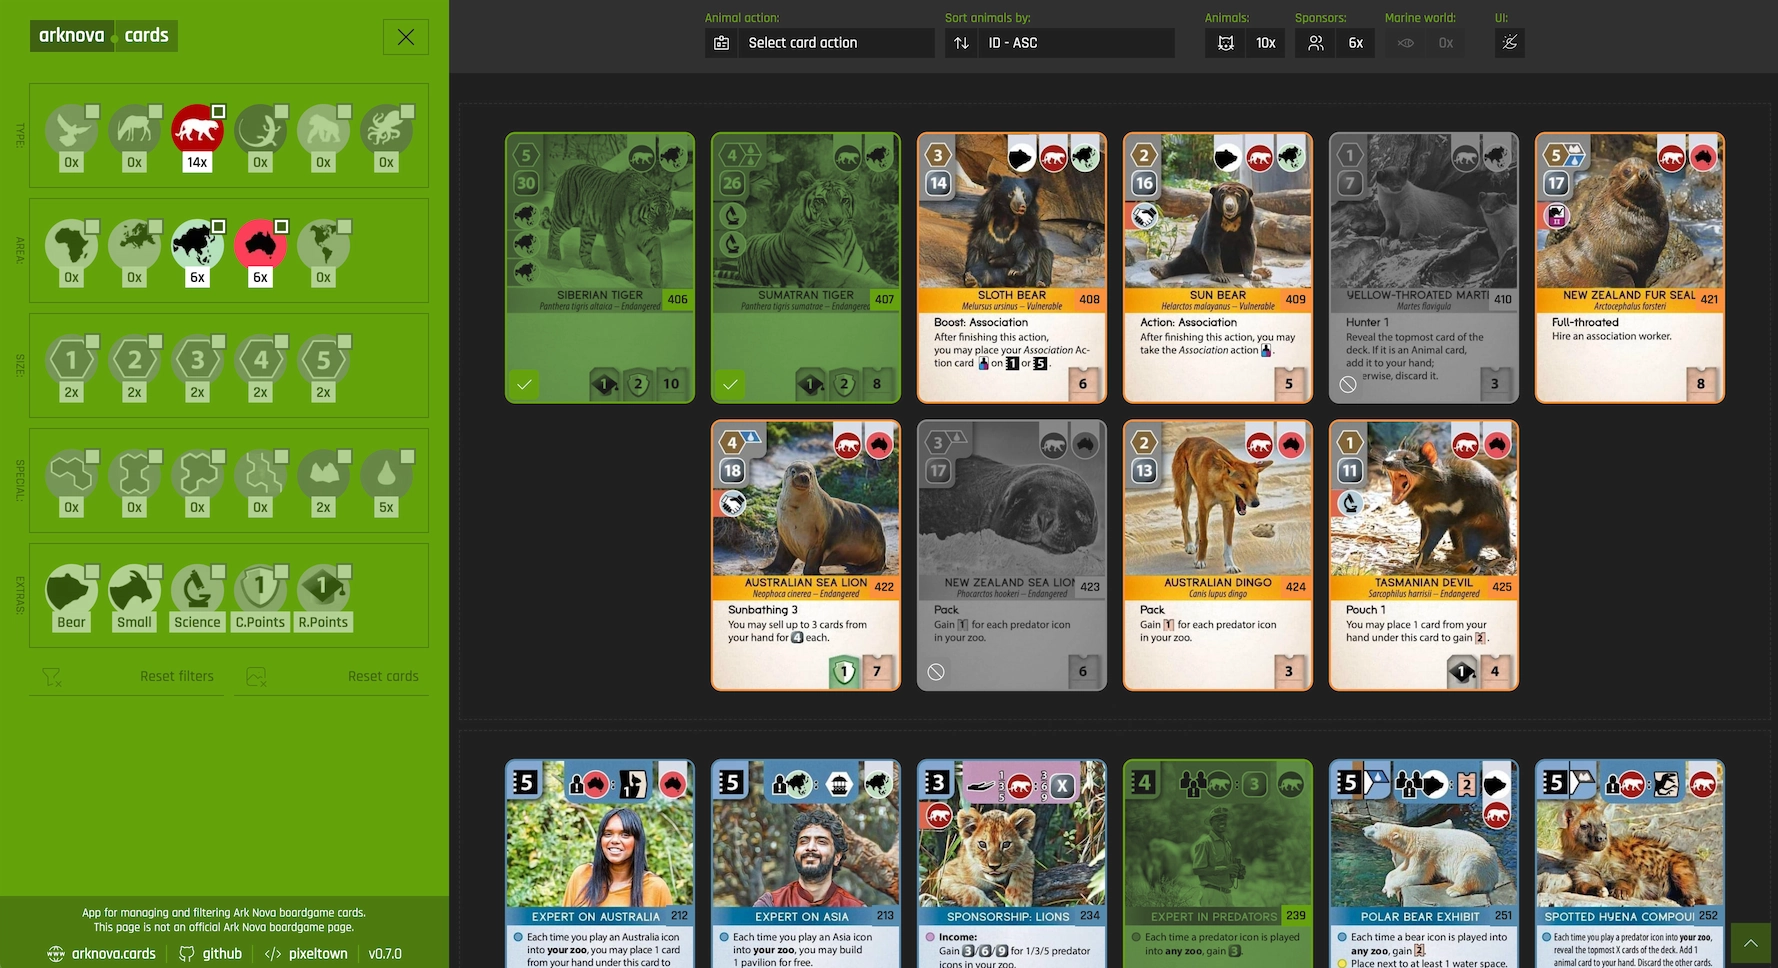 arknova.cards
TYPE:
0x 0x 14x 0x 0x 0x
AREA:
0x 0x 6x 6x 0x
SIZE:
1 2 3 4 5
2x 2x 2x 2x 2x
SPECIAL:
0x 0x 0x 0x 2x 5x
EXTRAS:
1 1
Bear Small Science C.Points R.Points
Reset filters Reset cards
App for managing and filtering Ark Nova boardgame cards.
This page is not an official Ark Nova boardgame page.
arknova.cards github pixeltown v0.7.0
Animal action:
Select card action
Sort animals by:
ID - ASC
Animals:
10x
Sponsors:
6x
Marine world:
0x
UI:
5
30
SIBERIAN TIGER 406
Panthera tigris altaica – Endangered
1 2 10
4
26
SUMATRAN TIGER 407
Panthera tigris sumatrae – Endangered
1 2 8
3
14
SLOTH BEAR 408
Melursus ursinus – Vulnerable
Boost: Association
After finishing this action,
you may place your Association Ac-
tion card on 1 or 5.
6
2
16
SUN BEAR 409
Helarctos malayanus – Vulnerable
Action: Association
After finishing this action, you may
take the Association action.
5
1
7
YELLOW-THROATED MARTI 410
Martes flavigula
Hunter 1
Reveal the topmost card of the
deck. If it is an Animal card,
add it to your hand;
erwise, discard it.
3
5
17
II
NEW ZEALAND FUR SEAL 421
Arctocephalus forsteri
Full-throated
Hire an association worker.
8
4
18
AUSTRALIAN SEA LION 422
Neophoca cinerea – Endangered
Sunbathing 3
You may sell up to 3 cards from
your hand for 4 each.
1 7
3
17
NEW ZEALAND SEA LION 423
Phocarctos hookeri – Endangered
Pack
Gain 1 for each predator icon
in your zoo.
6
2
13
AUSTRALIAN DINGO 424
Canis lupus dingo
Pack
Gain 1 for each predator icon
in your zoo.
3
1
11
TASMANIAN DEVIL 425
Sarcophilus harrisii – Endangered
Pouch 1
You may place 1 card from your
hand under this card to gain 2.
1 4
5
EXPERT ON AUSTRALIA 212
Each time you play an Australia icon
into your zoo, you may place 1 card
from your hand under this card to
5
EXPERT ON ASIA 213
Each time you play an Asia icon
into your zoo, you may build
1 pavilion for free.
3
1 3 5 : 3 6 9 X
SPONSORSHIP: LIONS 234
Income:
Gain 3/6/9 for 1/3/5 predator
icons in your zoo.
4
: 3
EXPERT IN PREDATORS 239
Each time a predator icon is played
into any zoo, gain 3.
5
: 2
POLAR BEAR EXHIBIT 251
Each time a bear icon is played into
any zoo, gain 2.
Place next to at least 1 water space.
5
SPOTTED HYENA COMPOU 252
Each time you play a predator icon into your zoo,
reveal the topmost X cards of the deck. Add 1
animal card to your hand. Discard the other cards.